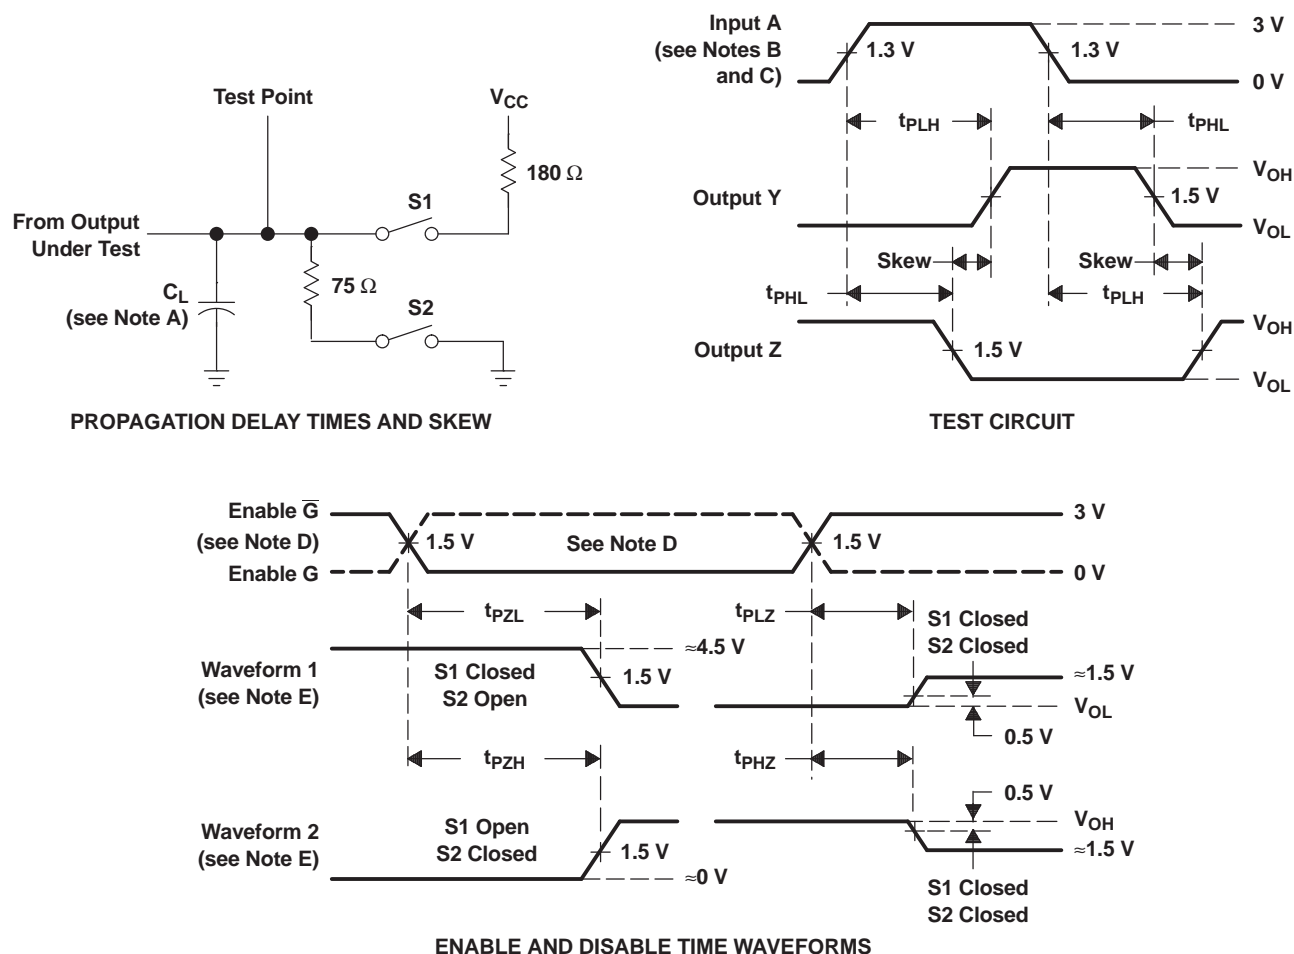 Test Point
VCC
180 Ω
S1
From Output
Under Test
75 Ω
CL
(see Note A)
S2
PROPAGATION DELAY TIMES AND SKEW
Input A
(see Notes B
and C)
3 V
1.3 V
1.3 V
0 V
tPLH
tPHL
VOH
Output Y
1.5 V
VOL
Skew
Skew
tPHL
tPLH
VOH
Output Z
1.5 V
VOL
TEST CIRCUIT
Enable G̅
(see Note D)
Enable G
1.5 V
See Note D
1.5 V
3 V
0 V
tPZL
tPLZ
S1 Closed
S2 Closed
≈4.5 V
Waveform 1
(see Note E)
S1 Closed
S2 Open
1.5 V
≈1.5 V
VOL
0.5 V
tPZH
tPHZ
0.5 V
Waveform 2
(see Note E)
S1 Open
S2 Closed
1.5 V
VOH
≈1.5 V
≈0 V
S1 Closed
S2 Closed
ENABLE AND DISABLE TIME WAVEFORMS